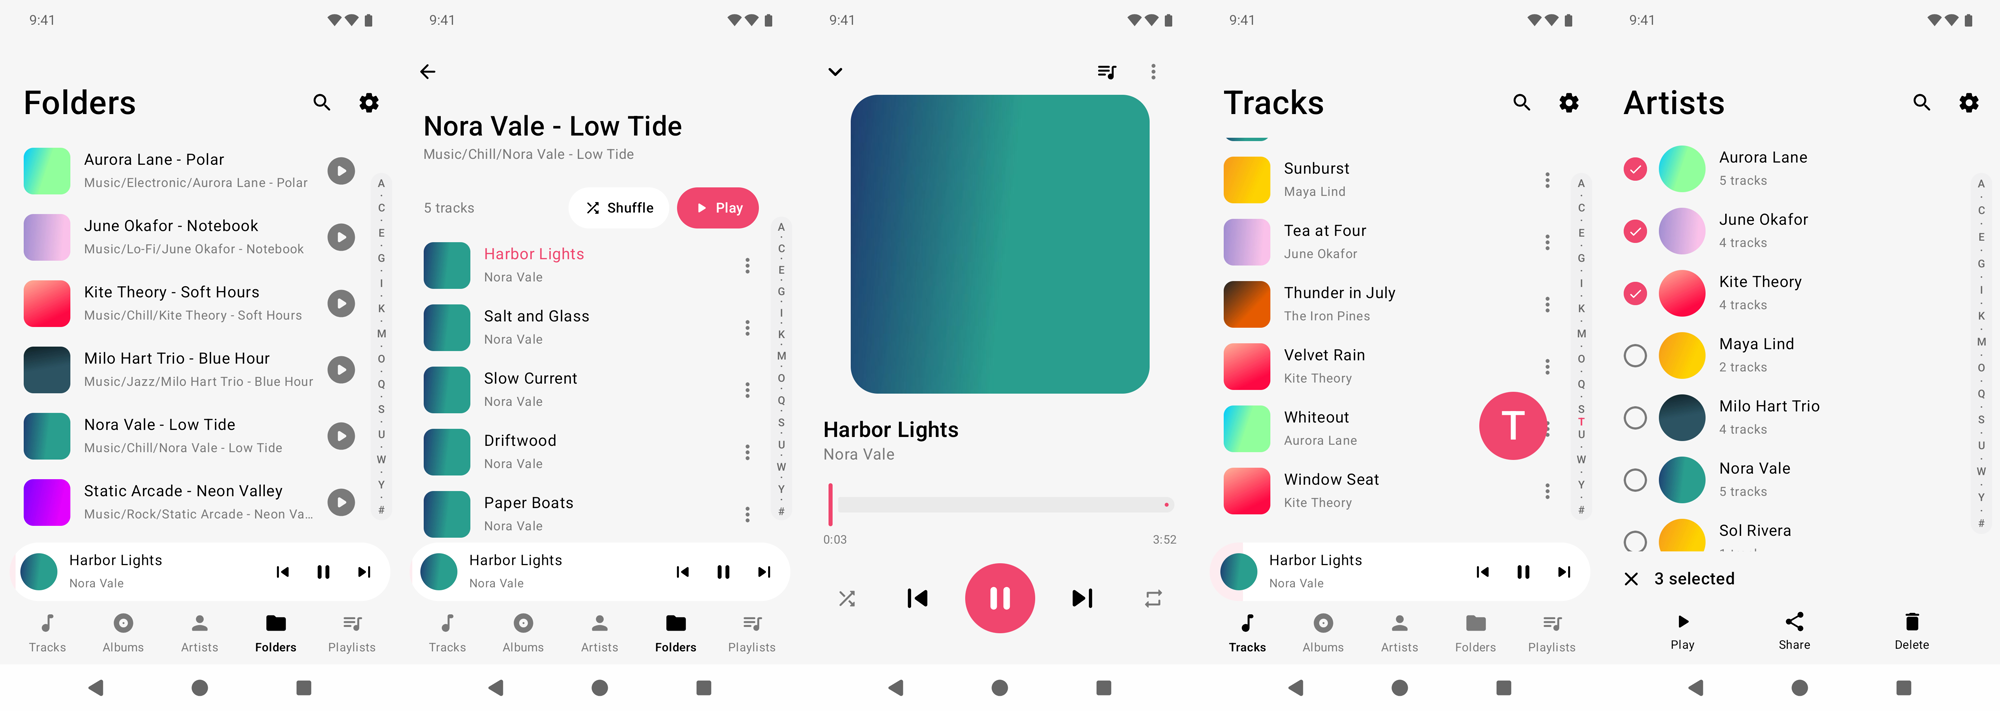 9:41
Folders
Aurora Lane - Polar
Music/Electronic/Aurora Lane - Polar
June Okafor - Notebook
Music/Lo-Fi/June Okafor - Notebook
Kite Theory - Soft Hours
Music/Chill/Kite Theory - Soft Hours
Milo Hart Trio - Blue Hour
Music/Jazz/Milo Hart Trio - Blue Hour
Nora Vale - Low Tide
Music/Chill/Nora Vale - Low Tide
Static Arcade - Neon Valley
Music/Rock/Static Arcade - Neon Va...
A
·
C
·
E
·
G
·
I
·
K
·
M
·
O
·
Q
·
S
·
U
·
W
·
Y
·
#
Harbor Lights
Nora Vale
Tracks Albums Artists Folders Playlists
9:41
Nora Vale - Low Tide
Music/Chill/Nora Vale - Low Tide
5 tracks Shuffle Play
Harbor Lights
Nora Vale
Salt and Glass
Nora Vale
Slow Current
Nora Vale
Driftwood
Nora Vale
Paper Boats
Nora Vale
A
·
C
·
E
·
G
·
I
·
K
·
M
·
O
·
Q
·
S
·
U
·
W
·
Y
·
#
Harbor Lights
Nora Vale
Tracks Albums Artists Folders Playlists
9:41
Harbor Lights
Nora Vale
0:03 3:52
9:41
Tracks
Sunburst
Maya Lind
Tea at Four
June Okafor
Thunder in July
The Iron Pines
Velvet Rain
Kite Theory
Whiteout
Aurora Lane
Window Seat
Kite Theory
T
A
·
C
·
E
·
G
·
I
·
K
·
M
·
O
·
Q
·
S
T
U
·
W
·
Y
·
#
Harbor Lights
Nora Vale
Tracks Albums Artists Folders Playlists
9:41
Artists
Aurora Lane
5 tracks
June Okafor
4 tracks
Kite Theory
4 tracks
Maya Lind
2 tracks
Milo Hart Trio
4 tracks
Nora Vale
5 tracks
Sol Rivera
A
·
C
·
E
·
G
·
I
·
K
·
M
·
O
·
Q
·
S
·
U
·
W
·
Y
·
#
3 selected
Play Share Delete